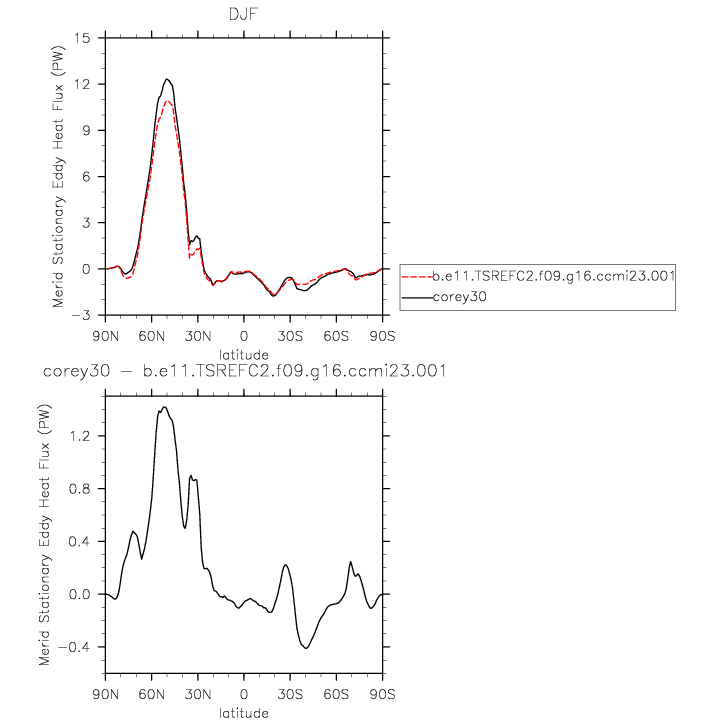 DJF
Merid Stationary Eddy Heat Flux (PW)
15
12
9
6
3
0
−3
90N 60N 30N 0 30S 60S 90S
latitude
b.e11.TSREFC2.f09.g16.ccmi23.001
corey30
corey30 − b.e11.TSREFC2.f09.g16.ccmi23.001
Merid Stationary Eddy Heat Flux (PW)
1.2
0.8
0.4
0.0
−0.4
90N 60N 30N 0 30S 60S 90S
latitude